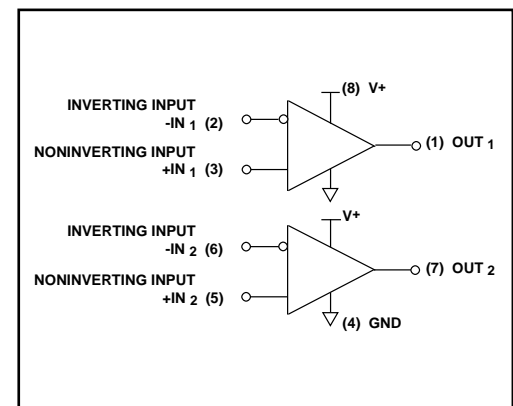 (8) V+
INVERTING INPUT
-IN 1 (2)
(1) OUT 1
NONINVERTING INPUT
+IN 1 (3)
V+
INVERTING INPUT
-IN 2 (6)
(7) OUT 2
NONINVERTING INPUT
+IN 2 (5)
(4) GND